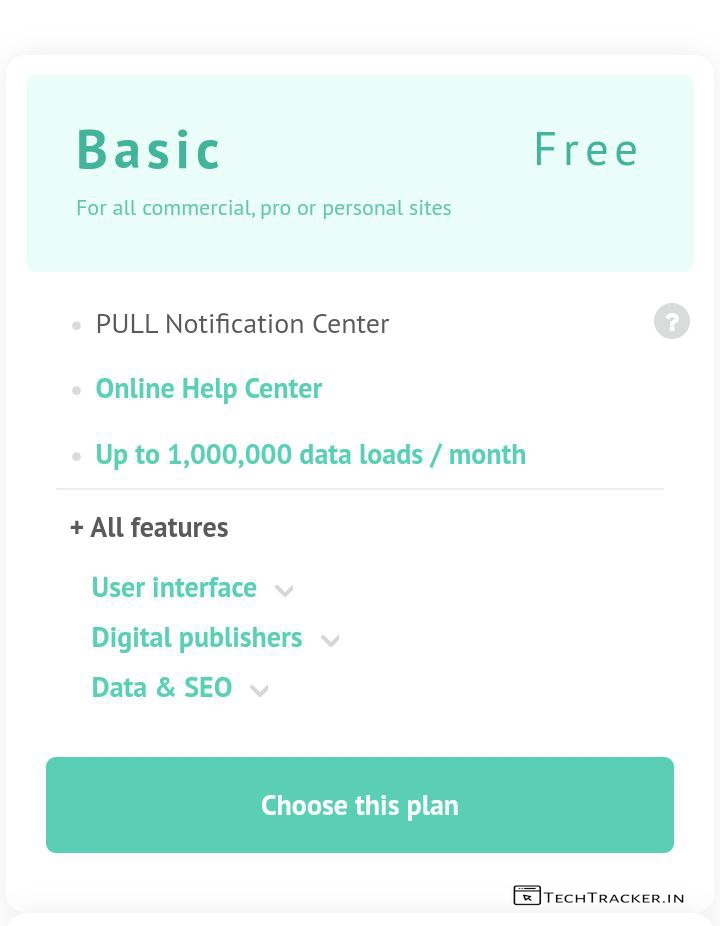 Basic
Free
For all commercial, pro or personal sites
PULL Notification Center
?
Online Help Center
Up to 1,000,000 data loads / month
+ All features
User interface
Digital publishers
Data & SEO
Choose this plan
TECHTRACKER.IN